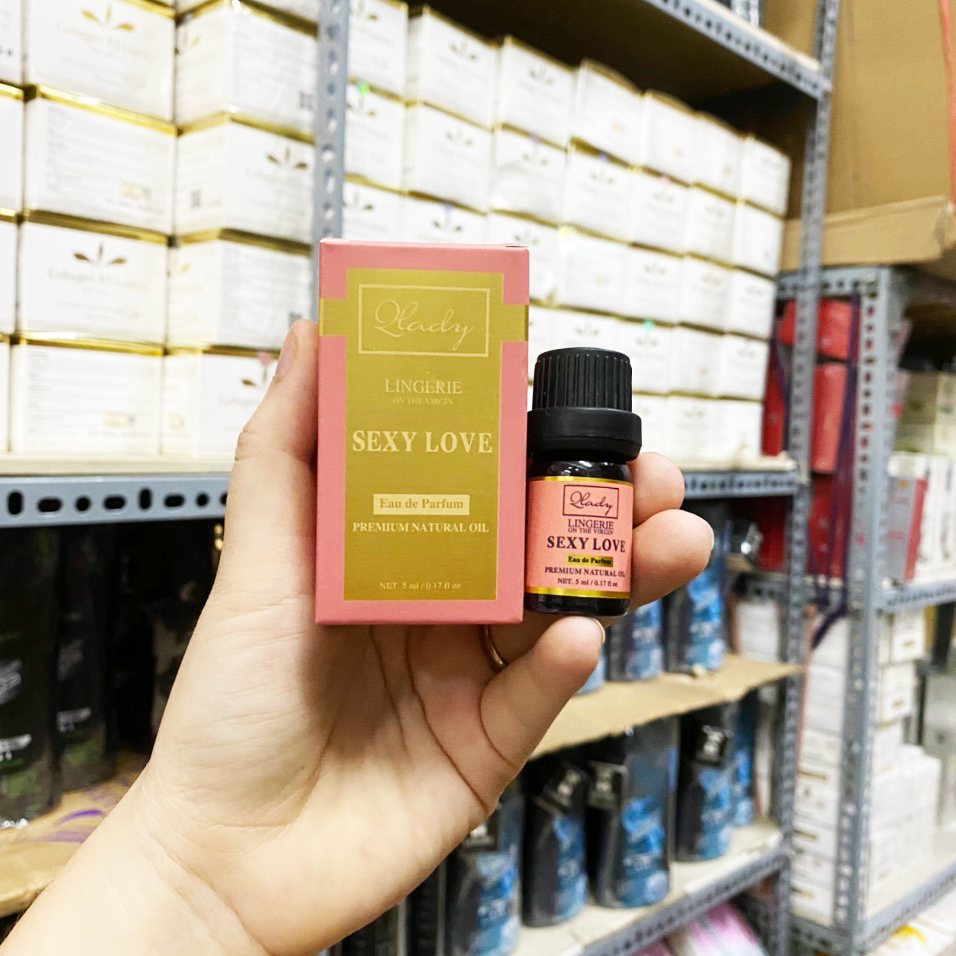 Qlady
LINGERIE
ON THE VIRGIN
SEXY LOVE
Eau de Parfum
PREMIUM NATURAL OIL
NET. 5 ml / 0.17 fl oz
Qlady
LINGERIE
ON THE VIRGIN
SEXY LOVE
Eau de Parfum
PREMIUM NATURAL OIL
NET. 5 ml / 0.17 fl oz